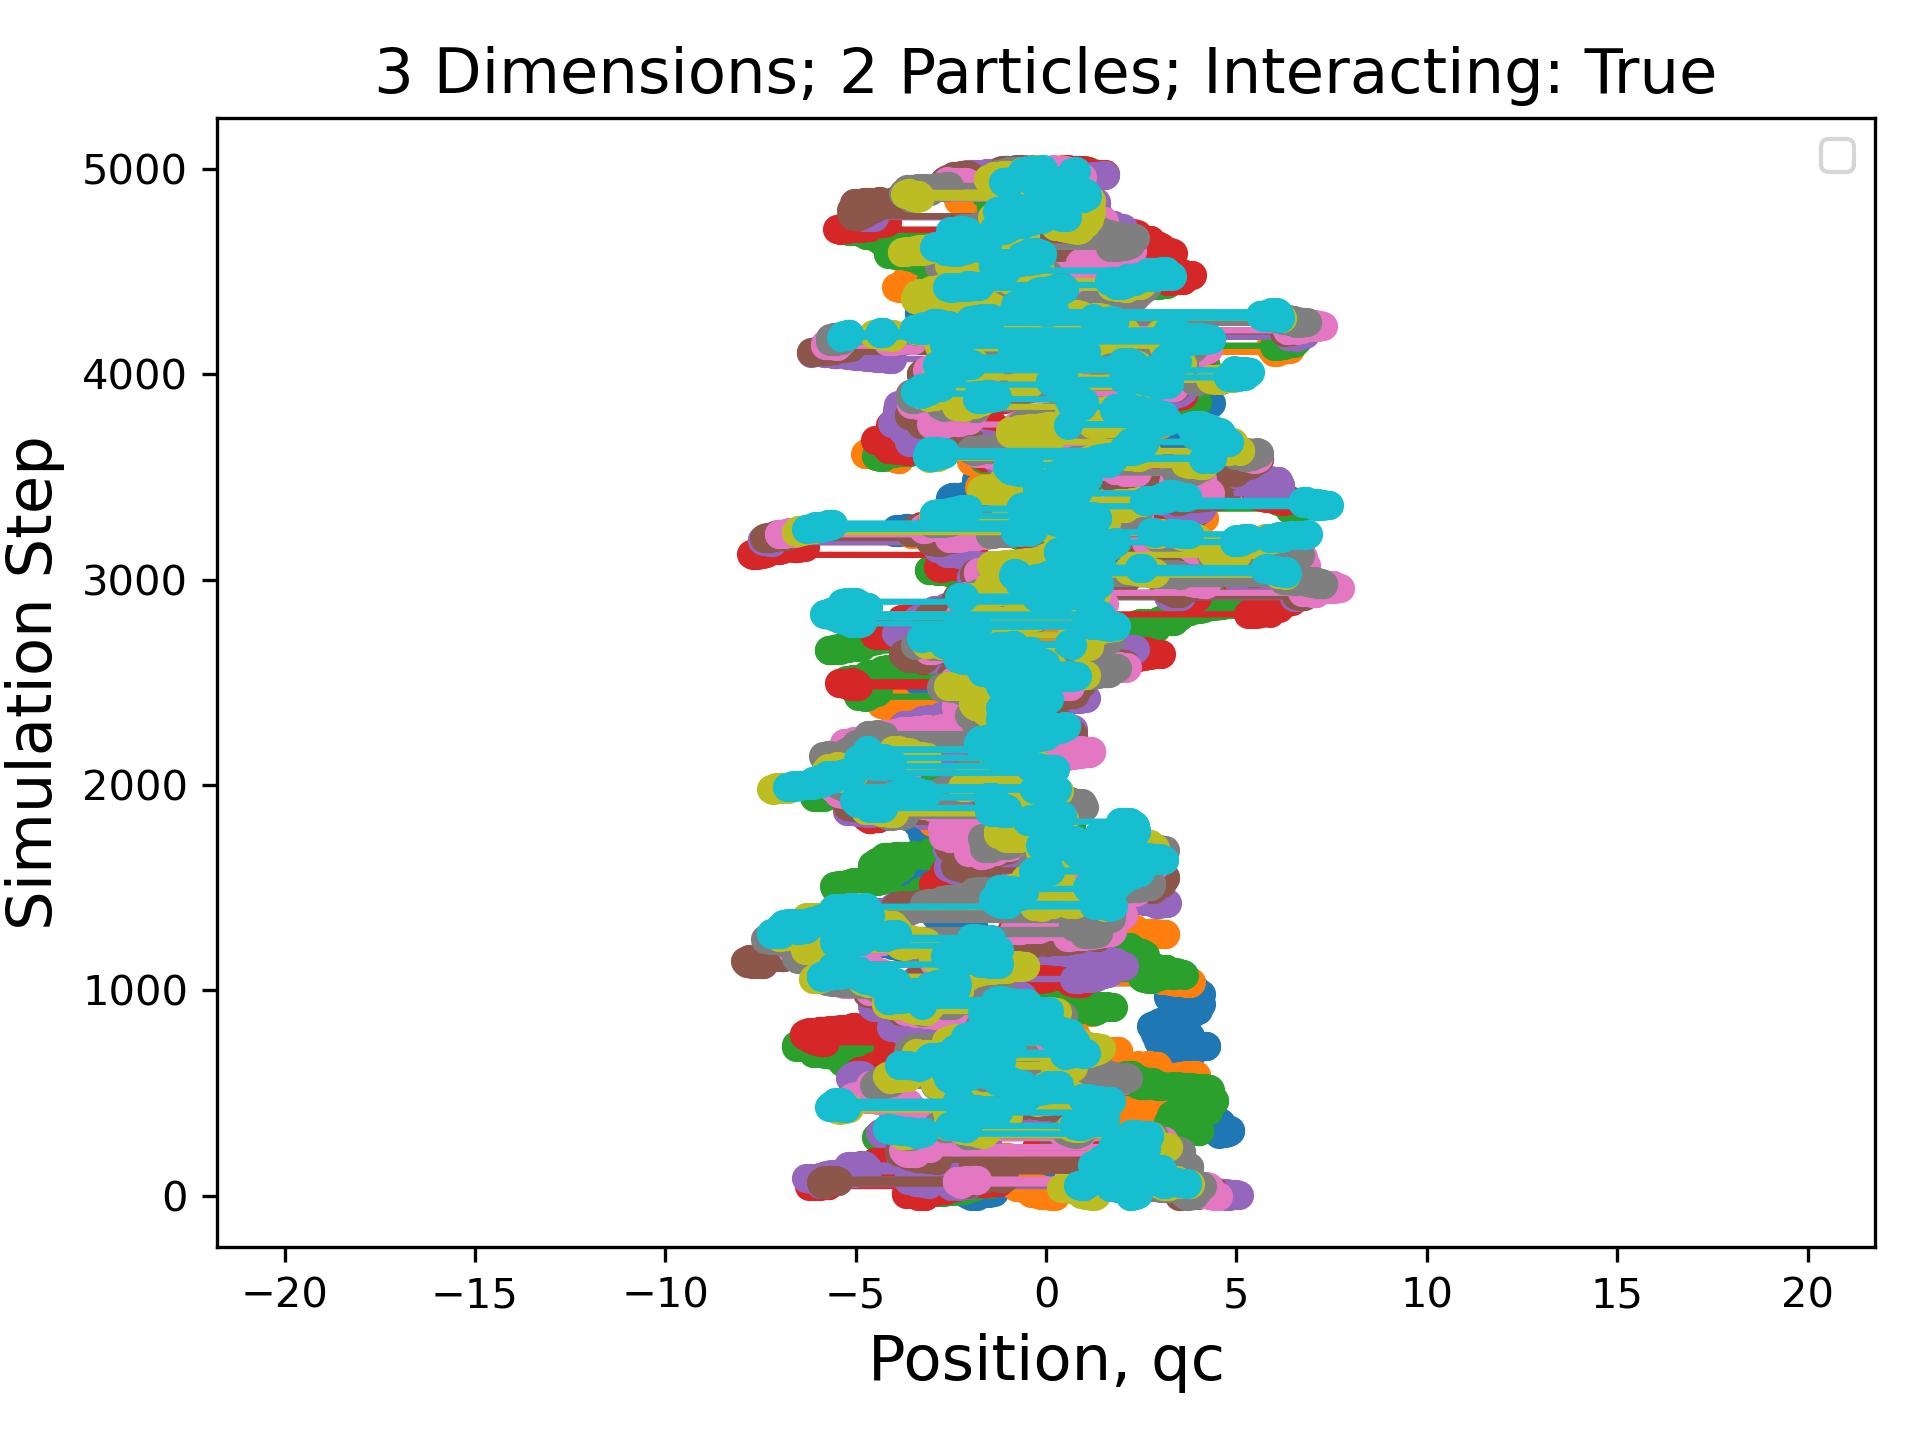 3 Dimensions; 2 Particles; Interacting: True
Simulation Step
5000
4000
3000
2000
1000
0
−20 −15 −10 −5 0 5 10 15 20
Position, qc